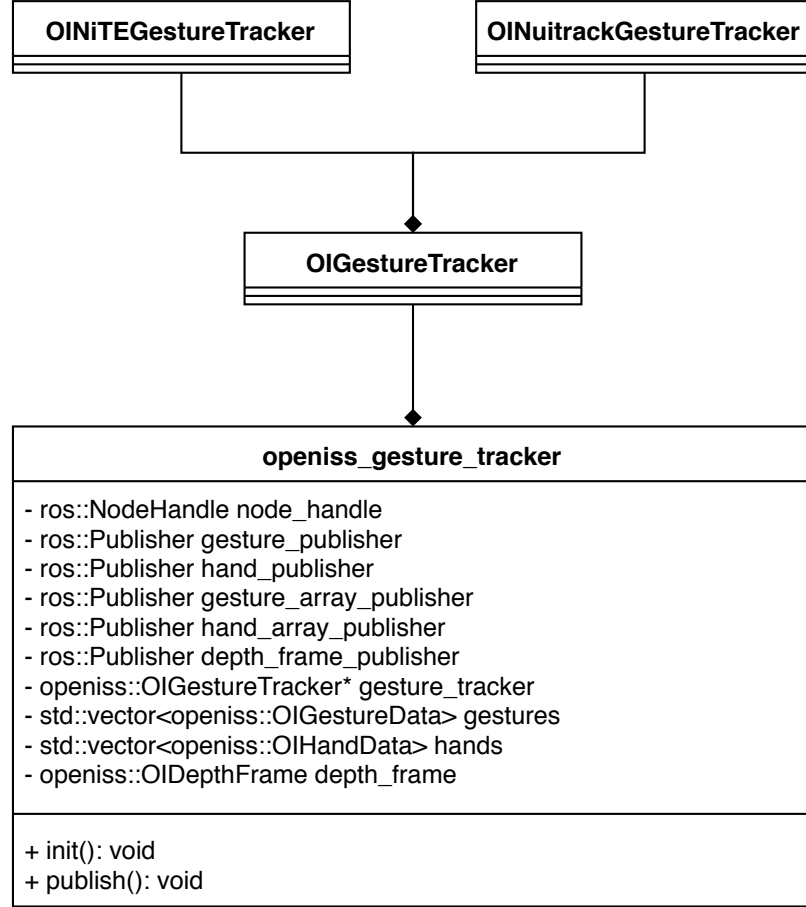 OINiTEGestureTracker
OINuitrackGestureTracker
OIGestureTracker
openiss_gesture_tracker
- ros::NodeHandle node_handle
- ros::Publisher gesture_publisher
- ros::Publisher hand_publisher
- ros::Publisher gesture_array_publisher
- ros::Publisher hand_array_publisher
- ros::Publisher depth_frame_publisher
- openiss::OIGestureTracker* gesture_tracker
- std::vector<openiss::OIGestureData> gestures
- std::vector<openiss::OIHandData> hands
- openiss::OIDepthFrame depth_frame
+ init(): void
+ publish(): void